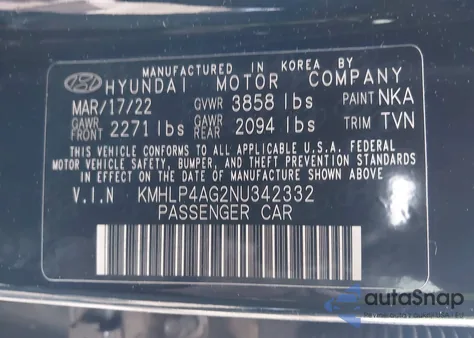 MANUFACTURED IN KOREA BY
HYUNDAI MOTOR COMPANY
MAR/17/22 GVWR 3858 lbs PAINT NKA
GAWR FRONT 2271 lbs GAWR REAR 2094 lbs TRIM TVN
THIS VEHICLE CONFORMS TO ALL APPLICABLE U.S.A. FEDERAL
MOTOR VEHICLE SAFETY, BUMPER, AND THEFT PREVENTION STANDARDS
IN EFFECT ON THE DATE OF MANUFACTURE SHOWN ABOVE.
V.I.N KMHLP4AG2NU342332
PASSENGER CAR
autoSnap